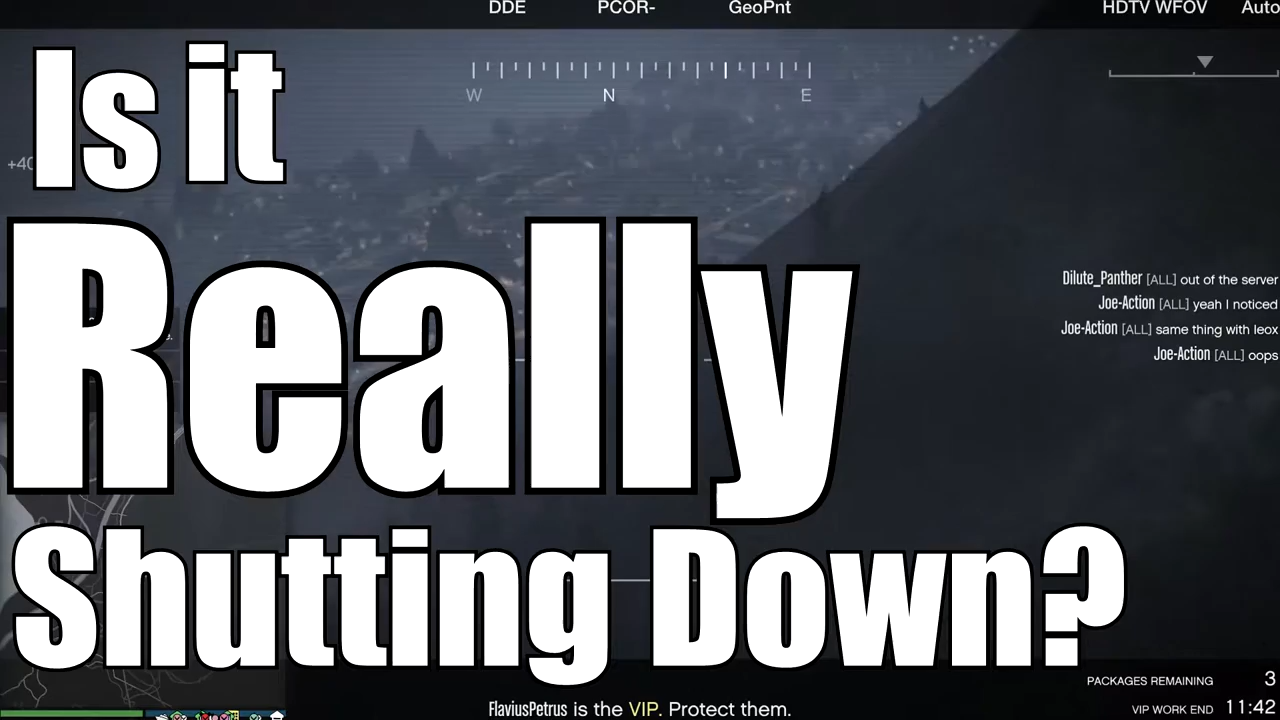 DDE PCOR- GeoPnt HDTV WFOV Auto
W N E
+40
Is it
Really
Shutting Down?
Dilute_Panther [ALL] out of the server
Joe-Action [ALL] yeah I noticed
Joe-Action [ALL] same thing with leox
Joe-Action [ALL] oops
PACKAGES REMAINING 3
FlaviusPetrus is the VIP. Protect them.
VIP WORK END 11:42